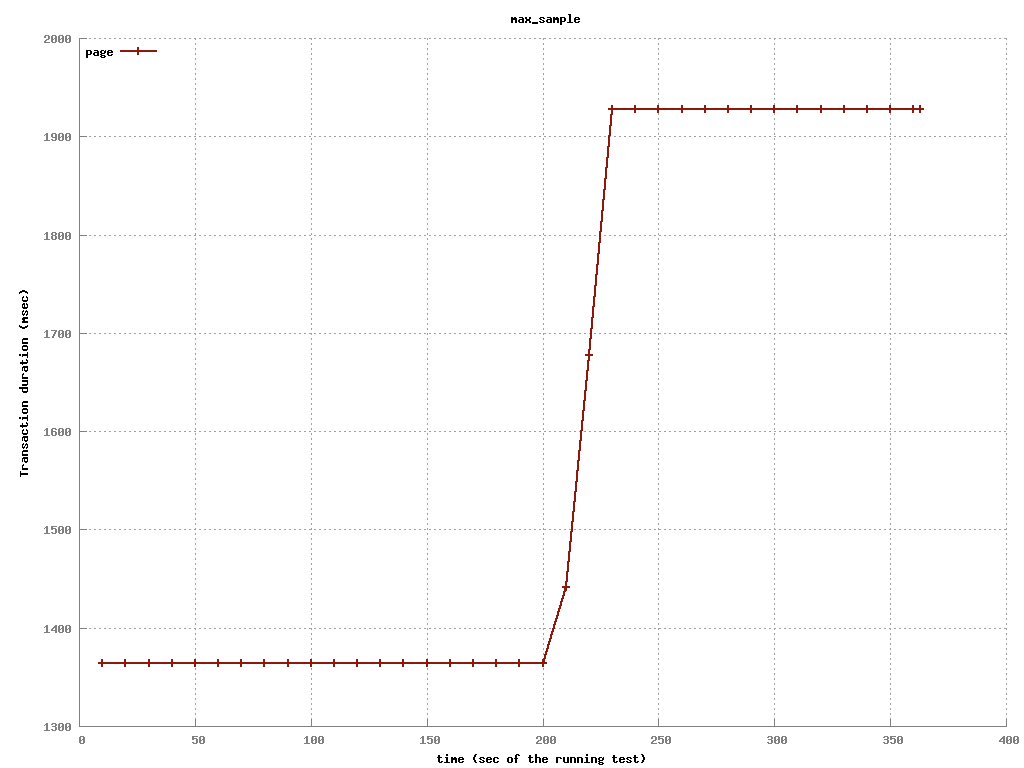 max_sample
page
2000
1900
1800
1700
1600
1500
1400
1300
Transaction duration (msec)
0 50 100 150 200 250 300 350 400
time (sec of the running test)